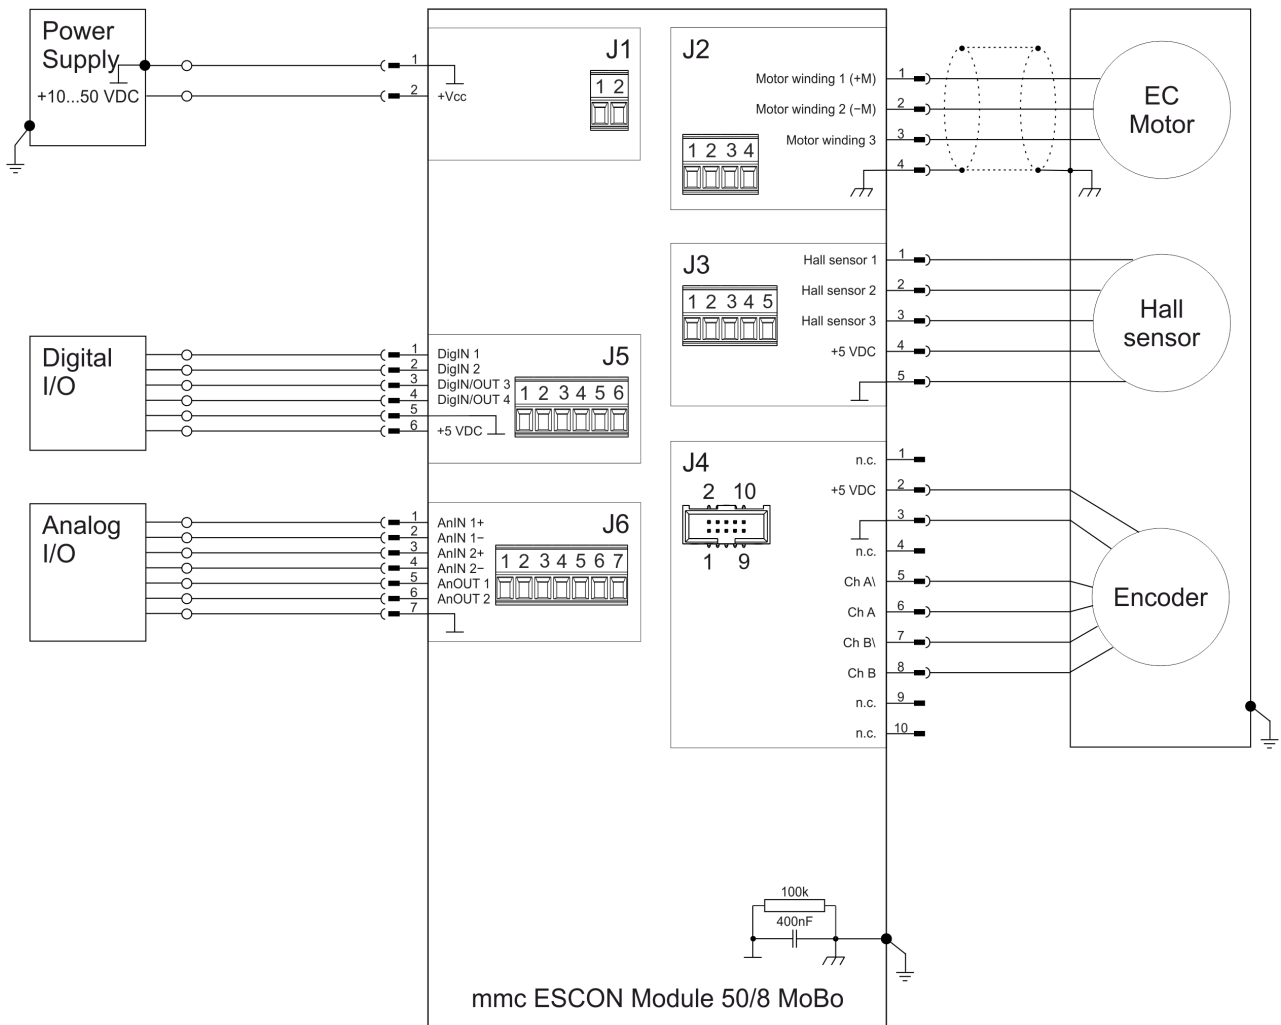 Power
Supply
+10...50 VDC
1
2
+Vcc
J1
1 2
J2
1 2 3 4
Motor winding 1 (+M)
1
Motor winding 2 (−M)
2
Motor winding 3
3
4
EC
Motor
J3
1 2 3 4 5
Hall sensor 1
1
Hall sensor 2
2
Hall sensor 3
3
+5 VDC
4
5
Hall
sensor
Digital
I/O
1
DigIN 1
2
DigIN 2
3
DigIN/OUT 3
4
DigIN/OUT 4
5
6
+5 VDC
J5
1 2 3 4 5 6
J4
2 10
1 9
n.c.
1
+5 VDC
2
3
n.c.
4
Ch A\
5
Ch A
6
Ch B\
7
Ch B
8
n.c.
9
n.c.
10
Encoder
Analog
I/O
1
AnIN 1+
2
AnIN 1−
3
AnIN 2+
4
AnIN 2−
5
AnOUT 1
6
AnOUT 2
7
J6
1 2 3 4 5 6 7
100k
400nF
mmc ESCON Module 50/8 MoBo